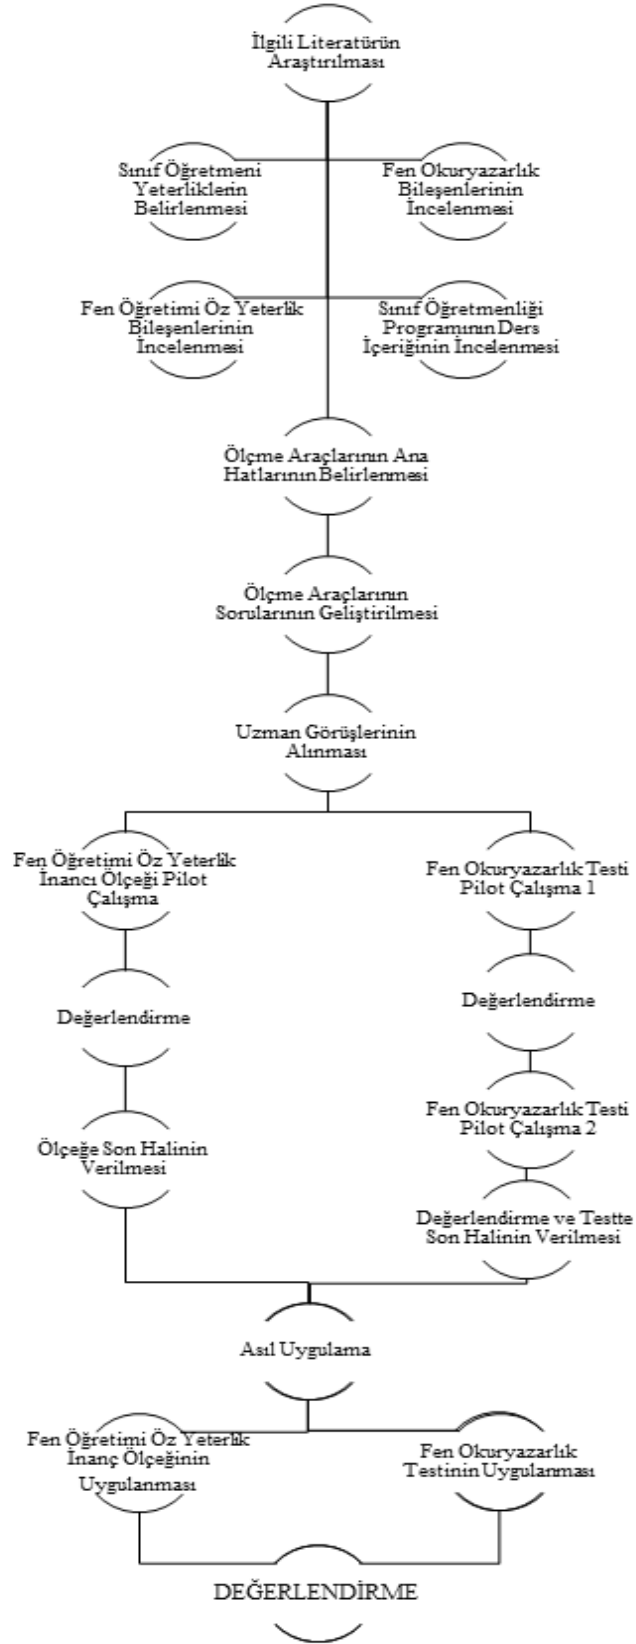 İlgili Literatürün
Araştırılması
Sınıf Öğretmeni
Yeterliklerin
Belirlenmesi
Fen Okuryazarlık
Bileşenlerinin
İncelenmesi
Fen Öğretimi Öz Yeterlik
Bileşenlerinin
İncelenmesi
Sınıf Öğretmenliği
Programının Ders
İçeriğinin İncelenmesi
Ölçme Araçlarının Ana
Hatlarının Belirlenmesi
Ölçme Araçlarının
Sorularının Geliştirilmesi
Uzman Görüşlerinin
Alınması
Fen Öğretimi Öz Yeterlik
İnancı Ölçeği Pilot
Çalışma
Değerlendirme
Ölçeğe Son Halinin
Verilmesi
Fen Okuryazarlık Testi
Pilot Çalışma 1
Değerlendirme
Fen Okuryazarlık Testi
Pilot Çalışma 2
Değerlendirme ve Testte
Son Halinin Verilmesi
Asıl Uygulama
Fen Öğretimi Öz Yeterlik
İnanç Ölçeğinin
Uygulanması
Fen Okuryazarlık
Testinin Uygulanması
DEĞERLENDİRME